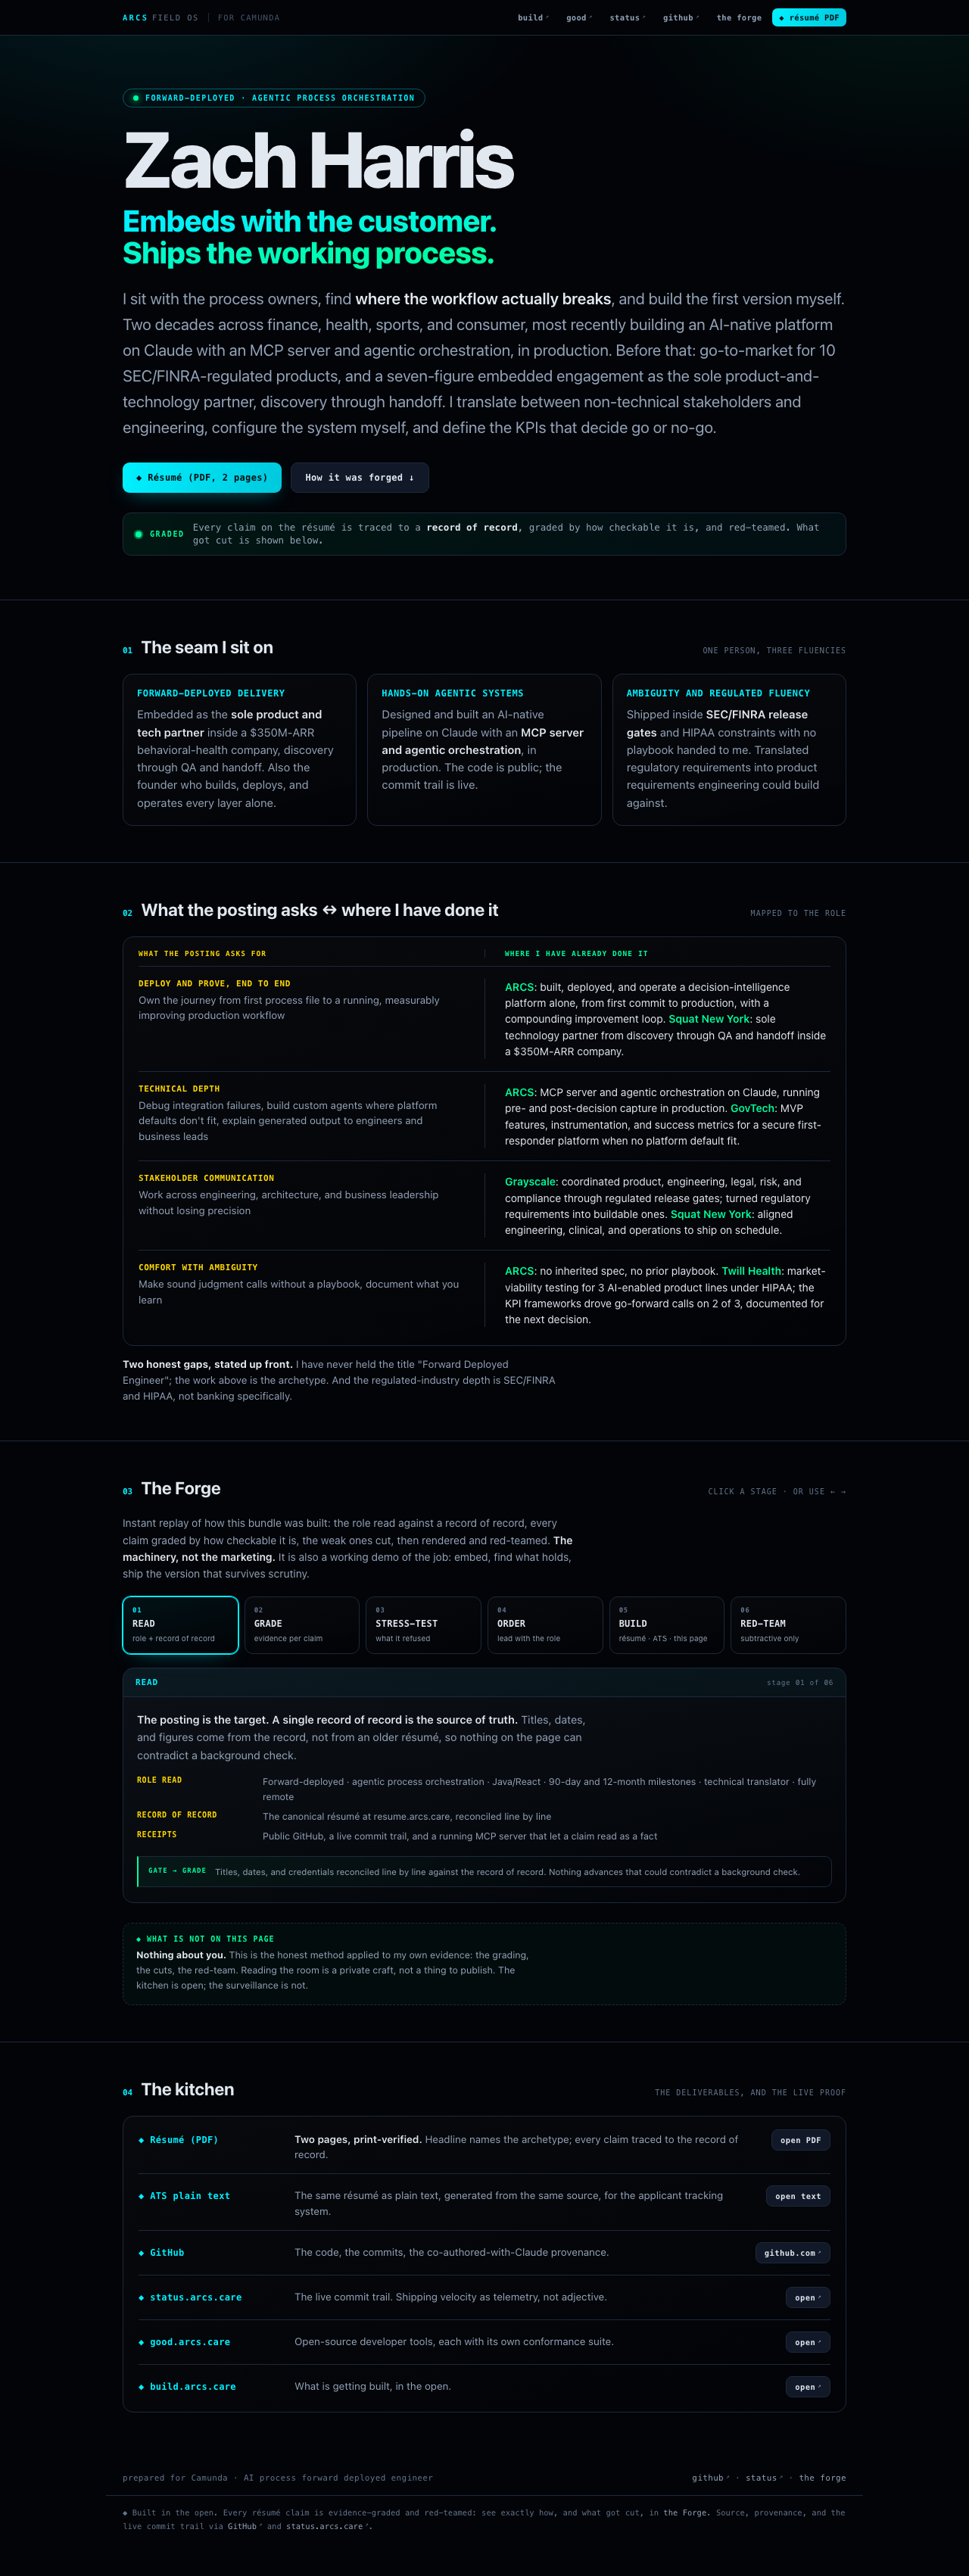 ARCS FIELD OS | FOR CAMUNDA
build↗ good↗ status↗ github↗ the forge ◆ résumé PDF
FORWARD-DEPLOYED · AGENTIC PROCESS ORCHESTRATION
Zach Harris
Embeds with the customer.
Ships the working process.
I sit with the process owners, find where the workflow actually breaks, and build the first version myself.
Two decades across finance, health, sports, and consumer, most recently building an AI-native platform
on Claude with an MCP server and agentic orchestration, in production. Before that: go-to-market for 10
SEC/FINRA-regulated products, and a seven-figure embedded engagement as the sole product-and-
technology partner, discovery through handoff. I translate between non-technical stakeholders and
engineering, configure the system myself, and define the KPIs that decide go or no-go.
◆ Résumé (PDF, 2 pages)
How it was forged ↓
GRADED
Every claim on the résumé is traced to a record of record, graded by how checkable it is, and red-teamed. What
got cut is shown below.
01 The seam I sit on
ONE PERSON, THREE FLUENCIES
FORWARD-DEPLOYED DELIVERY
Embedded as the sole product and
tech partner inside a $350M-ARR
behavioral-health company, discovery
through QA and handoff. Also the
founder who builds, deploys, and
operates every layer alone.
HANDS-ON AGENTIC SYSTEMS
Designed and built an AI-native
pipeline on Claude with an MCP server
and agentic orchestration, in
production. The code is public; the
commit trail is live.
AMBIGUITY AND REGULATED FLUENCY
Shipped inside SEC/FINRA release
gates and HIPAA constraints with no
playbook handed to me. Translated
regulatory requirements into product
requirements engineering could build
against.
02 What the posting asks ↔ where I have done it
MAPPED TO THE ROLE
WHAT THE POSTING ASKS FOR
WHERE I HAVE ALREADY DONE IT
DEPLOY AND PROVE, END TO END
Own the journey from first process file to a running, measurably
improving production workflow
ARCS: built, deployed, and operate a decision-intelligence
platform alone, from first commit to production, with a
compounding improvement loop. Squat New York: sole
technology partner from discovery through QA and handoff inside
a $350M-ARR company.
TECHNICAL DEPTH
Debug integration failures, build custom agents where platform
defaults don't fit, explain generated output to engineers and
business leads
ARCS: MCP server and agentic orchestration on Claude, running
pre- and post-decision capture in production. GovTech: MVP
features, instrumentation, and success metrics for a secure first-
responder platform when no platform default fit.
STAKEHOLDER COMMUNICATION
Work across engineering, architecture, and business leadership
without losing precision
Grayscale: coordinated product, engineering, legal, risk, and
compliance through regulated release gates; turned regulatory
requirements into buildable ones. Squat New York: aligned
engineering, clinical, and operations to ship on schedule.
COMFORT WITH AMBIGUITY
Make sound judgment calls without a playbook, document what you
learn
ARCS: no inherited spec, no prior playbook. Twill Health: market-
viability testing for 3 AI-enabled product lines under HIPAA; the
KPI frameworks drove go-forward calls on 2 of 3, documented for
the next decision.
Two honest gaps, stated up front. I have never held the title "Forward Deployed
Engineer"; the work above is the archetype. And the regulated-industry depth is SEC/FINRA
and HIPAA, not banking specifically.
03 The Forge
CLICK A STAGE · OR USE ← →
Instant replay of how this bundle was built: the role read against a record of record, every
claim graded by how checkable it is, the weak ones cut, then rendered and red-teamed. The
machinery, not the marketing. It is also a working demo of the job: embed, find what holds,
ship the version that survives scrutiny.
01
READ
role + record of record
02
GRADE
evidence per claim
03
STRESS-TEST
what it refused
04
ORDER
lead with the role
05
BUILD
résumé · ATS · this page
06
RED-TEAM
subtractive only
READ
stage 01 of 06
The posting is the target. A single record of record is the source of truth. Titles, dates,
and figures come from the record, not from an older résumé, so nothing on the page can
contradict a background check.
ROLE READ
Forward-deployed · agentic process orchestration · Java/React · 90-day and 12-month milestones · technical translator · fully
remote
RECORD OF RECORD
The canonical résumé at resume.arcs.care, reconciled line by line
RECEIPTS
Public GitHub, a live commit trail, and a running MCP server that let a claim read as a fact
GATE → GRADE
Titles, dates, and credentials reconciled line by line against the record of record. Nothing advances that could contradict a background check.
◆ WHAT IS NOT ON THIS PAGE
Nothing about you. This is the honest method applied to my own evidence: the grading,
the cuts, the red-team. Reading the room is a private craft, not a thing to publish. The
kitchen is open; the surveillance is not.
04 The kitchen
THE DELIVERABLES, AND THE LIVE PROOF
◆ Résumé (PDF)
Two pages, print-verified. Headline names the archetype; every claim traced to the record of
record.
open PDF
◆ ATS plain text
The same résumé as plain text, generated from the same source, for the applicant tracking
system.
open text
◆ GitHub
The code, the commits, the co-authored-with-Claude provenance.
github.com↗
◆ status.arcs.care
The live commit trail. Shipping velocity as telemetry, not adjective.
open↗
◆ good.arcs.care
Open-source developer tools, each with its own conformance suite.
open↗
◆ build.arcs.care
What is getting built, in the open.
open↗
prepared for Camunda · AI process forward deployed engineer
github↗ · status↗ · the forge
◆ Built in the open. Every résumé claim is evidence-graded and red-teamed: see exactly how, and what got cut, in the Forge. Source, provenance, and the
live commit trail via GitHub↗ and status.arcs.care↗.